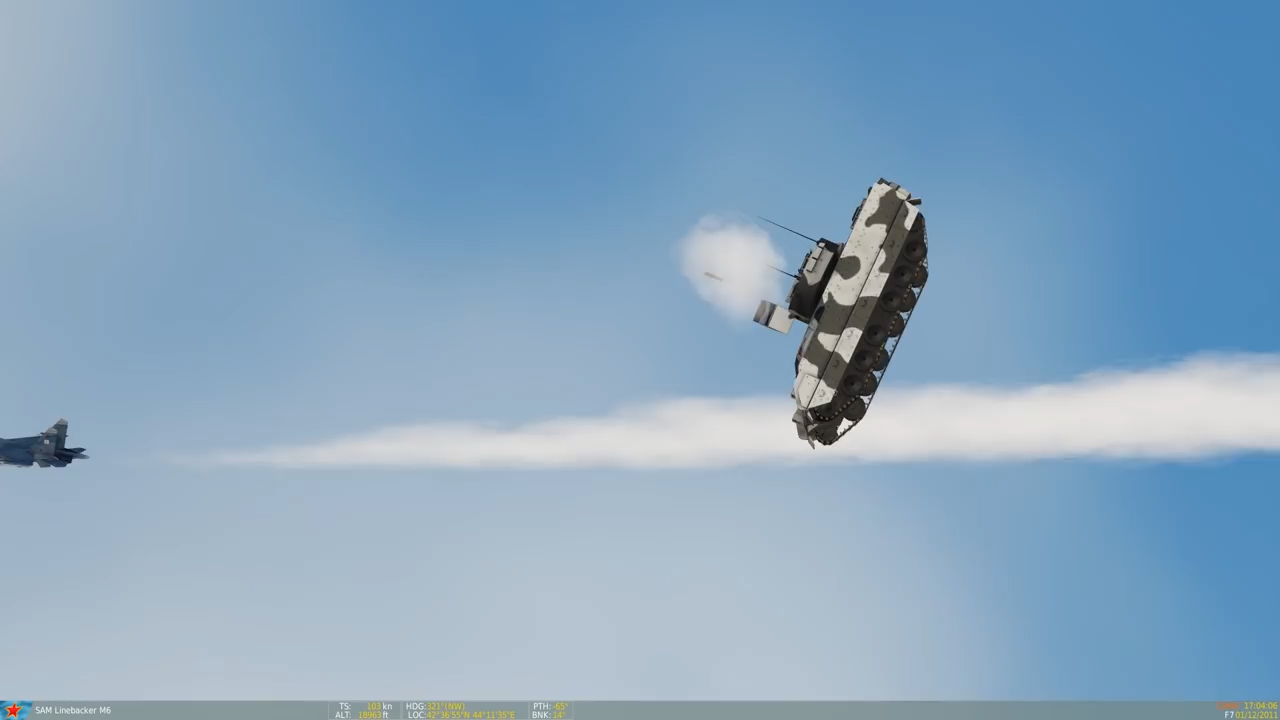 SAM Linebacker M6
TS: 103 kn HDG: 321°(NW) PTH: -65°
ALT: 18963 ft LOC: 42°36'55"N 44°11'35"E BNK: 14°
17:04:06
F7 01/12/2011